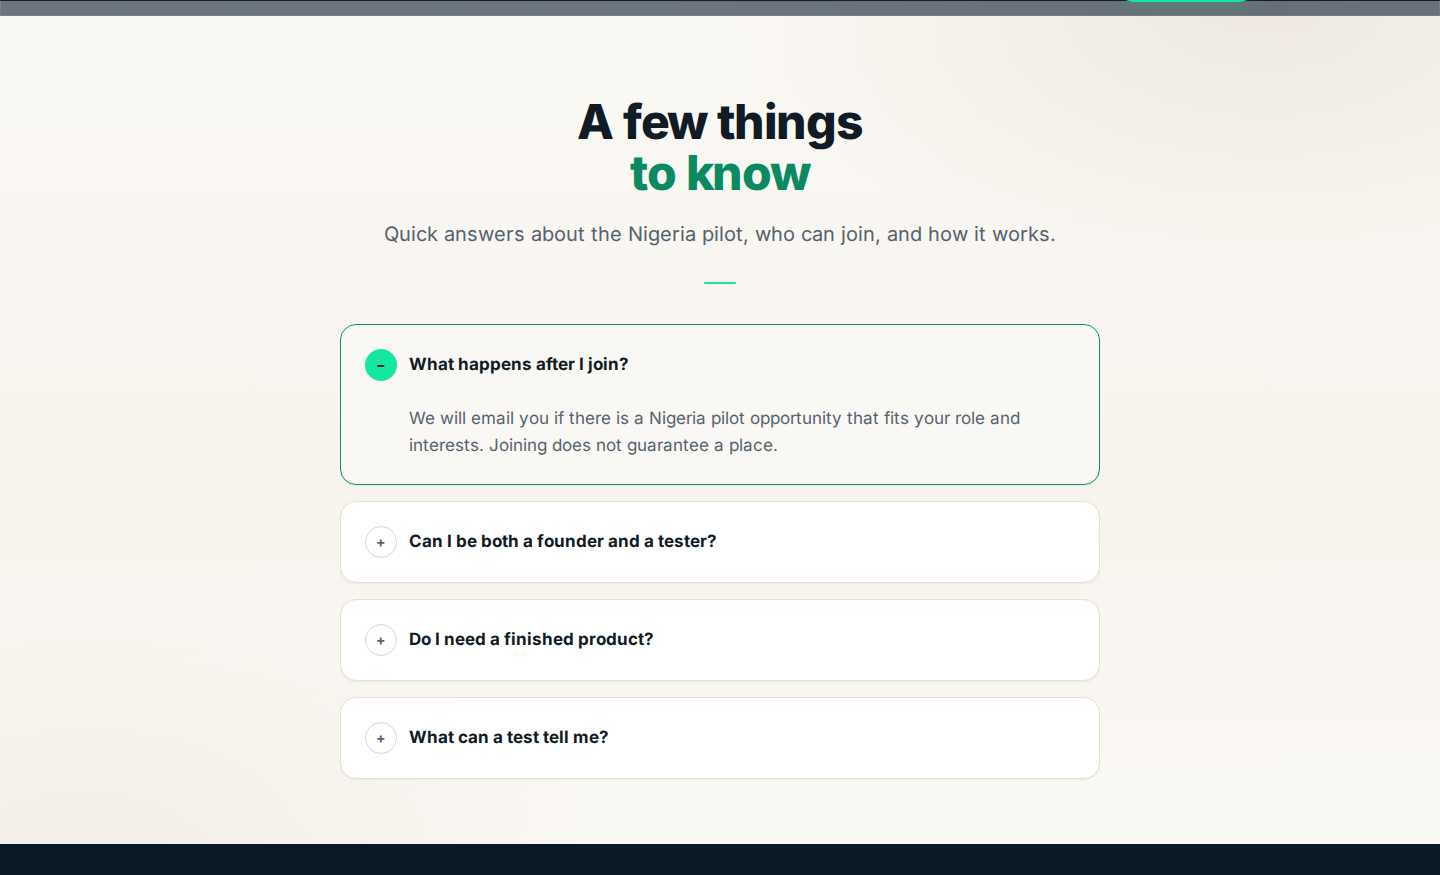 A few things
to know
Quick answers about the Nigeria pilot, who can join, and how it works.
− What happens after I join?
We will email you if there is a Nigeria pilot opportunity that fits your role and
interests. Joining does not guarantee a place.
+ Can I be both a founder and a tester?
+ Do I need a finished product?
+ What can a test tell me?